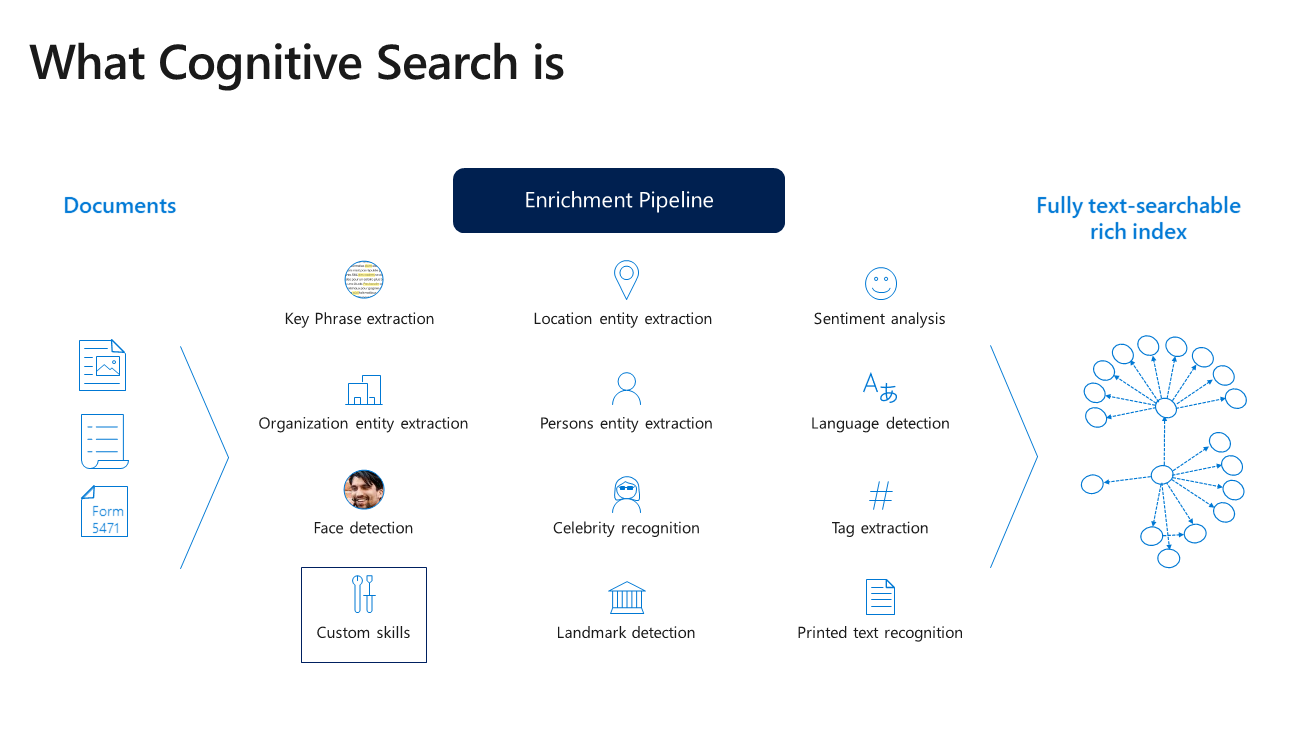 What Cognitive Search is
Documents
Enrichment Pipeline
Fully text-searchable
rich index
Key Phrase extraction
Location entity extraction
Sentiment analysis
Organization entity extraction
Persons entity extraction
Aあ
Language detection
Face detection
Celebrity recognition
#
Tag extraction
Form
5471
Custom skills
Landmark detection
Printed text recognition